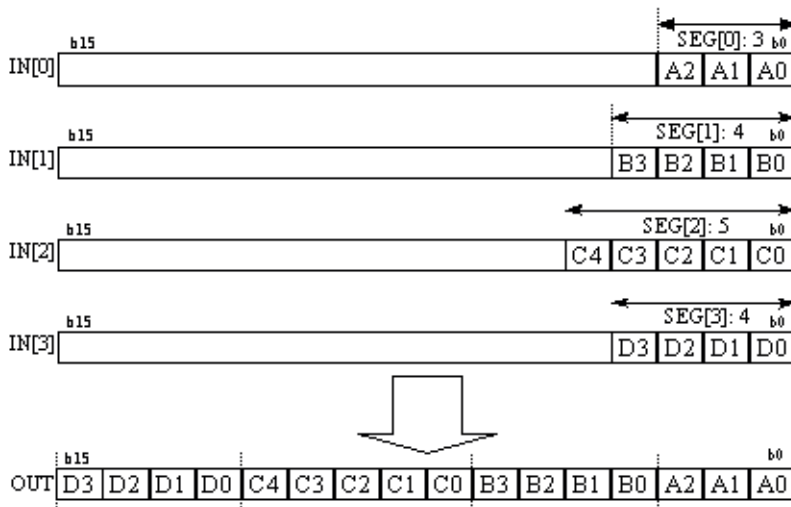 SEG[0]: 3 b0
b15
IN[0] A2 A1 A0
b15 SEG[1]: 4 b0
IN[1] B3 B2 B1 B0
b15 SEG[2]: 5 b0
IN[2] C4 C3 C2 C1 C0
b15 SEG[3]: 4 b0
IN[3] D3 D2 D1 D0
b15 b0
OUT D3 D2 D1 D0 C4 C3 C2 C1 C0 B3 B2 B1 B0 A2 A1 A0